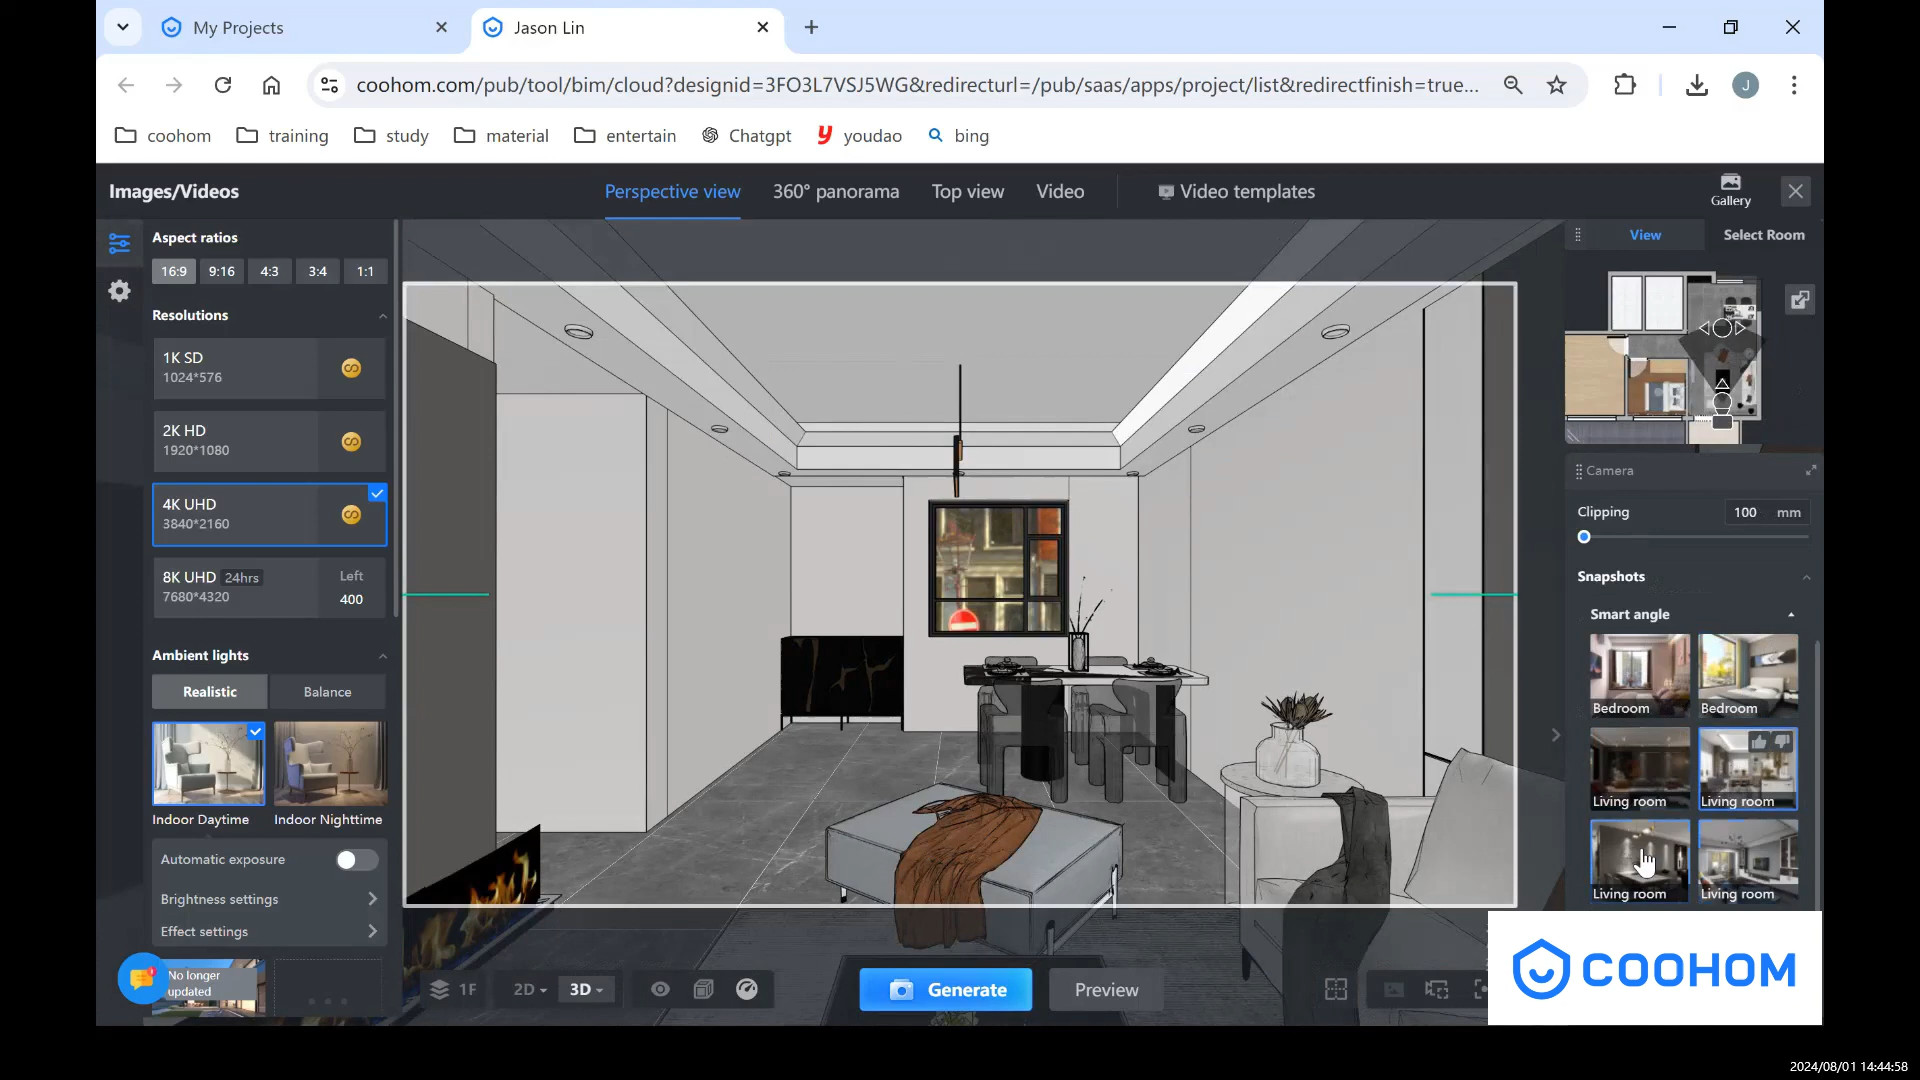 My Projects
Jason Lin
coohom.com/pub/tool/bim/cloud?designid=3FO3L7VSJ5WG&redirecturl=/pub/saas/apps/project/list&redirectfinish=true...
J
coohom
training
study
material
entertain
Chatgpt
y youdao
bing
Images/Videos
Perspective view
360° panorama
Top view
Video
Video templates
Gallery
Aspect ratios
16:9
9:16
4:3
3:4
1:1
Resolutions
1K SD
1024*576
2K HD
1920*1080
4K UHD
3840*2160
8K UHD 24hrs
7680*4320
Left
400
Ambient lights
Realistic
Balance
Indoor Daytime
Indoor Nighttime
Automatic exposure
Brightness settings
Effect settings
No longer
updated
1F
2D
3D
Generate
Preview
View
Select Room
Camera
Clipping
100 mm
Snapshots
Smart angle
Bedroom
Bedroom
Living room
Living room
Living room
Living room
COOHOM
2024/08/01 14:44:58